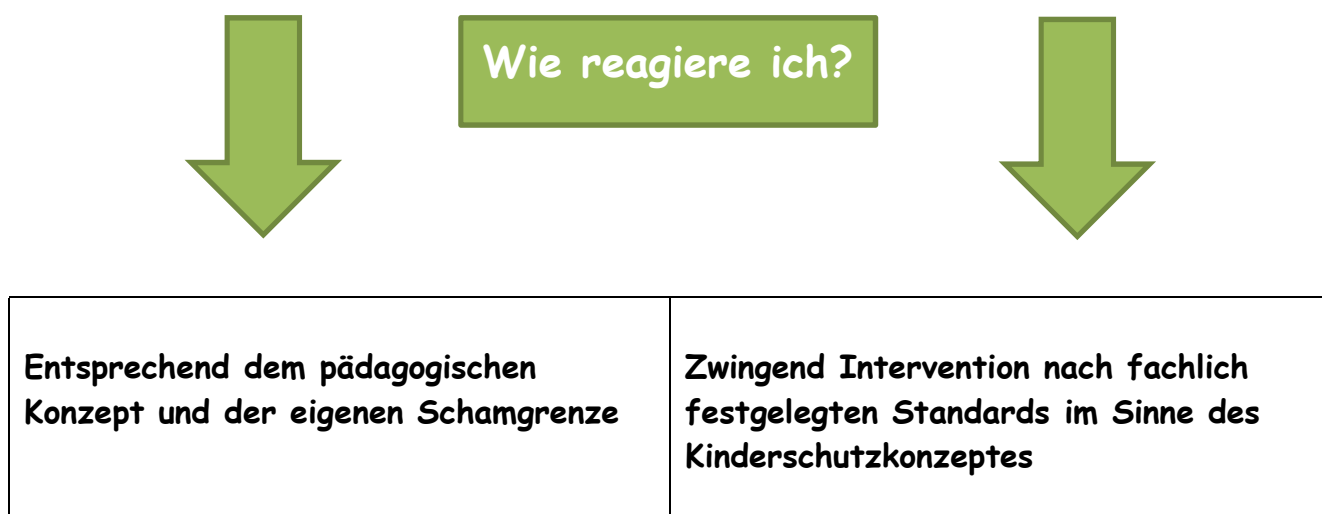 Wie reagiere ich?
Entsprechend dem pädagogischen
Konzept und der eigenen Schamgrenze
Zwingend Intervention nach fachlich
festgelegten Standards im Sinne des
Kinderschutzkonzeptes